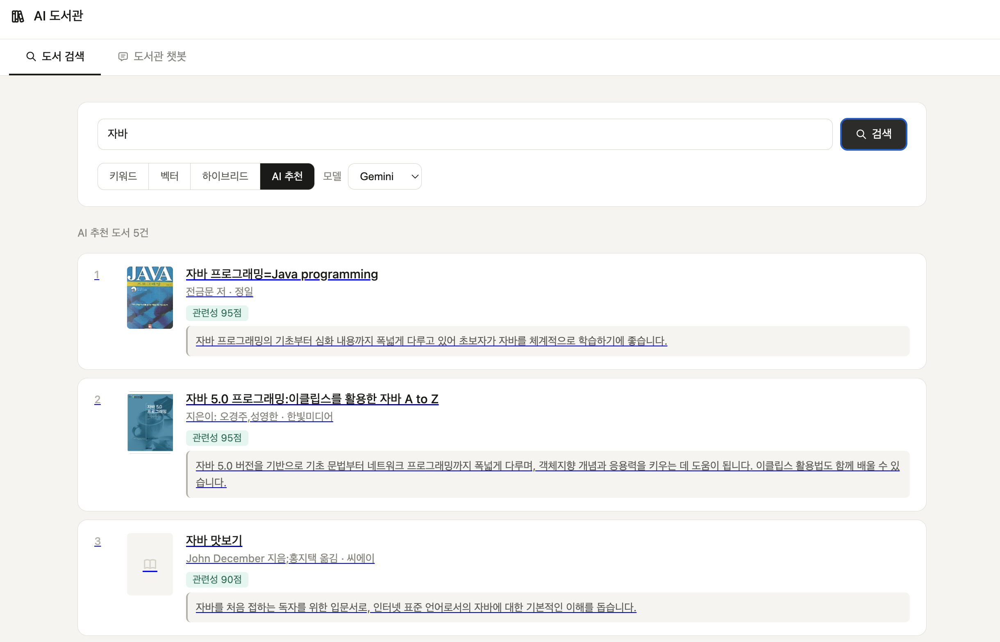 AI 도서관
도서 검색
도서관 챗봇
자바
검색
키워드
벡터
하이브리드
AI 추천
모델
Gemini
AI 추천 도서 5건
1
JAVA
프로그래밍
자바 프로그래밍=Java programming
전금문 저 · 정일
관련성 95점
자바 프로그래밍의 기초부터 심화 내용까지 폭넓게 다루고 있어 초보자가 자바를 체계적으로 학습하기에 좋습니다.
2
자바 5.0
프로그래밍
자바 5.0 프로그래밍:이클립스를 활용한 자바 A to Z
지은이: 오경주,성영한 · 한빛미디어
관련성 95점
자바 5.0 버전을 기반으로 기초 문법부터 네트워크 프로그래밍까지 폭넓게 다루며, 객체지향 개념과 응용력을 키우는 데 도움이 됩니다. 이클립스 활용법도 함께 배울 수 있
습니다.
3
자바 맛보기
John December 지음;홍지택 옮김 · 씨에이
관련성 90점
자바를 처음 접하는 독자를 위한 입문서로, 인터넷 표준 언어로서의 자바에 대한 기본적인 이해를 돕습니다.